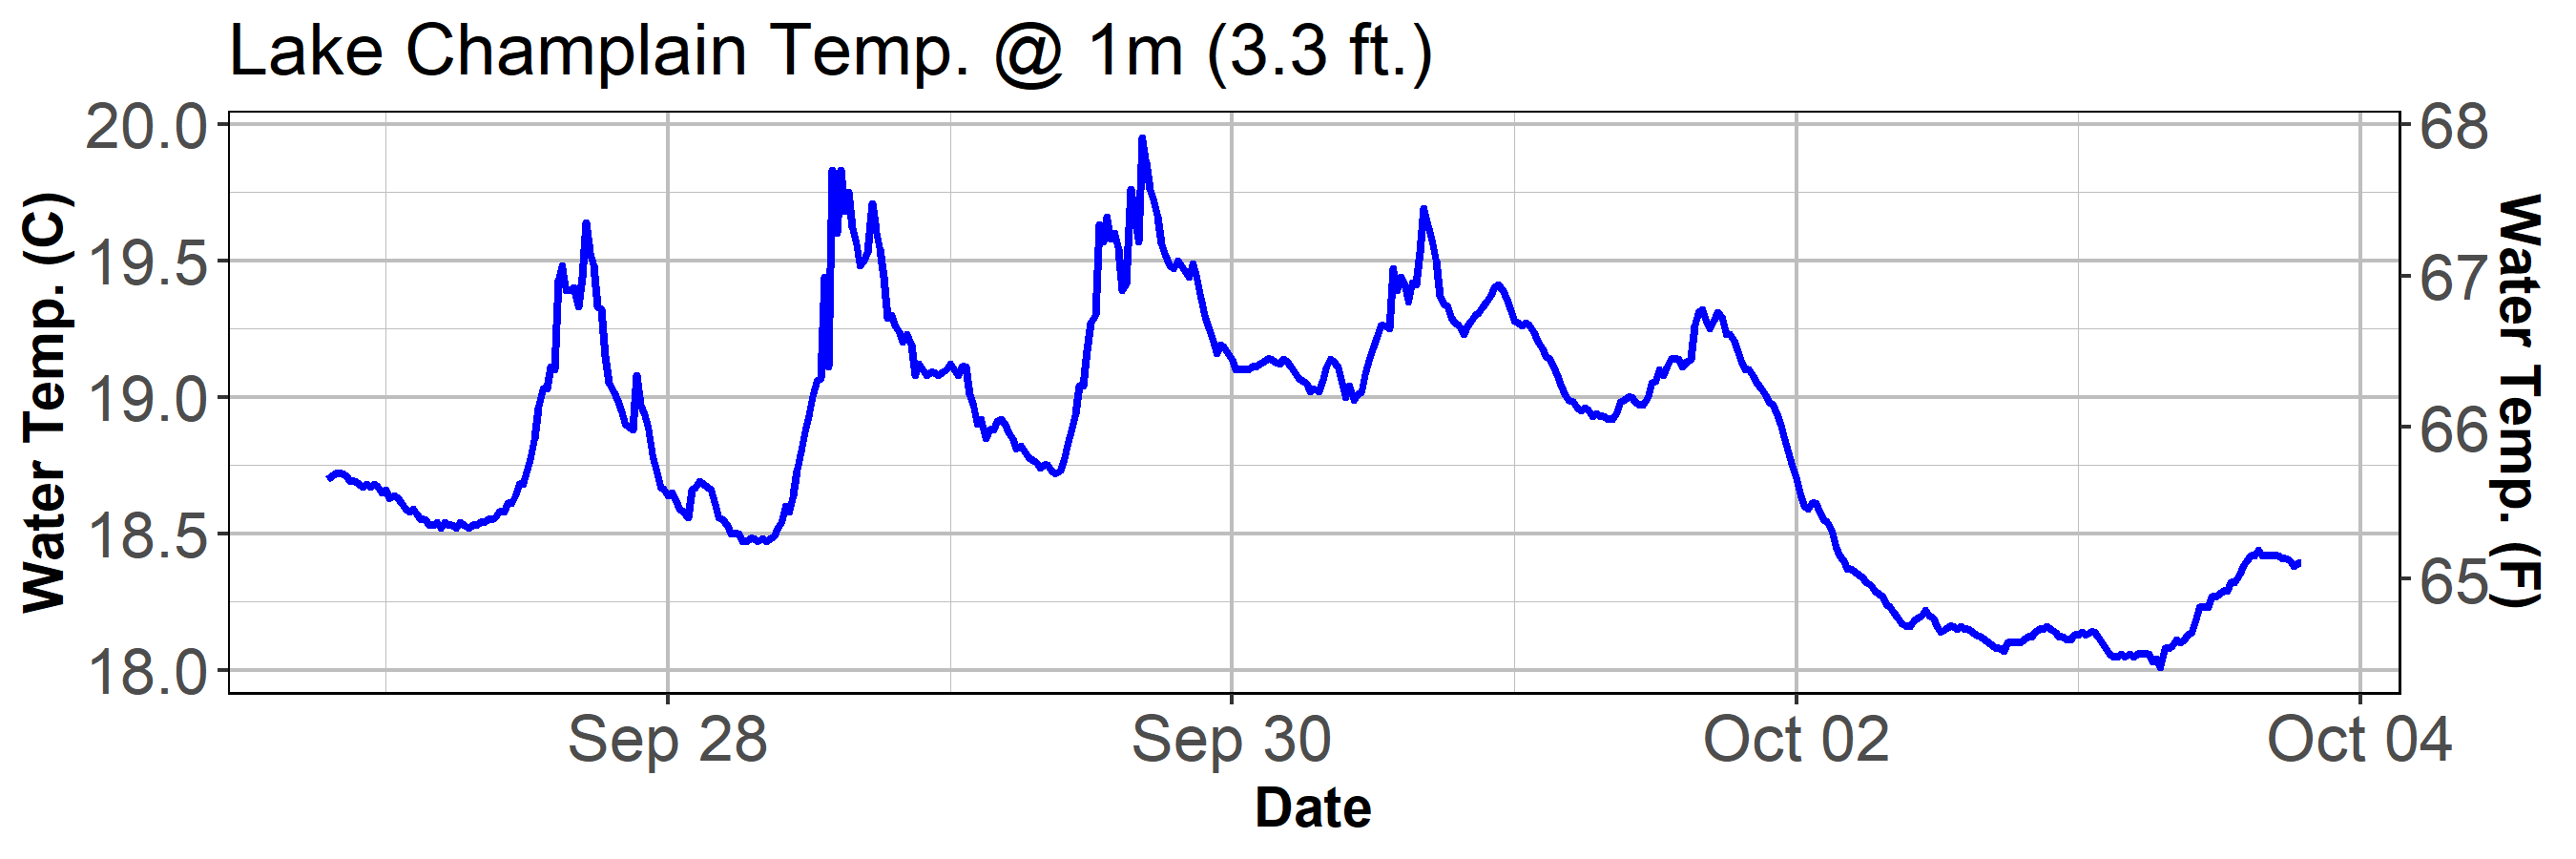 Lake Champlain Temp. @ 1m (3.3 ft.)
Water Temp. (C)
20.0
19.5
19.0
18.5
18.0
68
67
66
65
Water Temp. (F)
Sep 28
Sep 30
Oct 02
Oct 04
Date